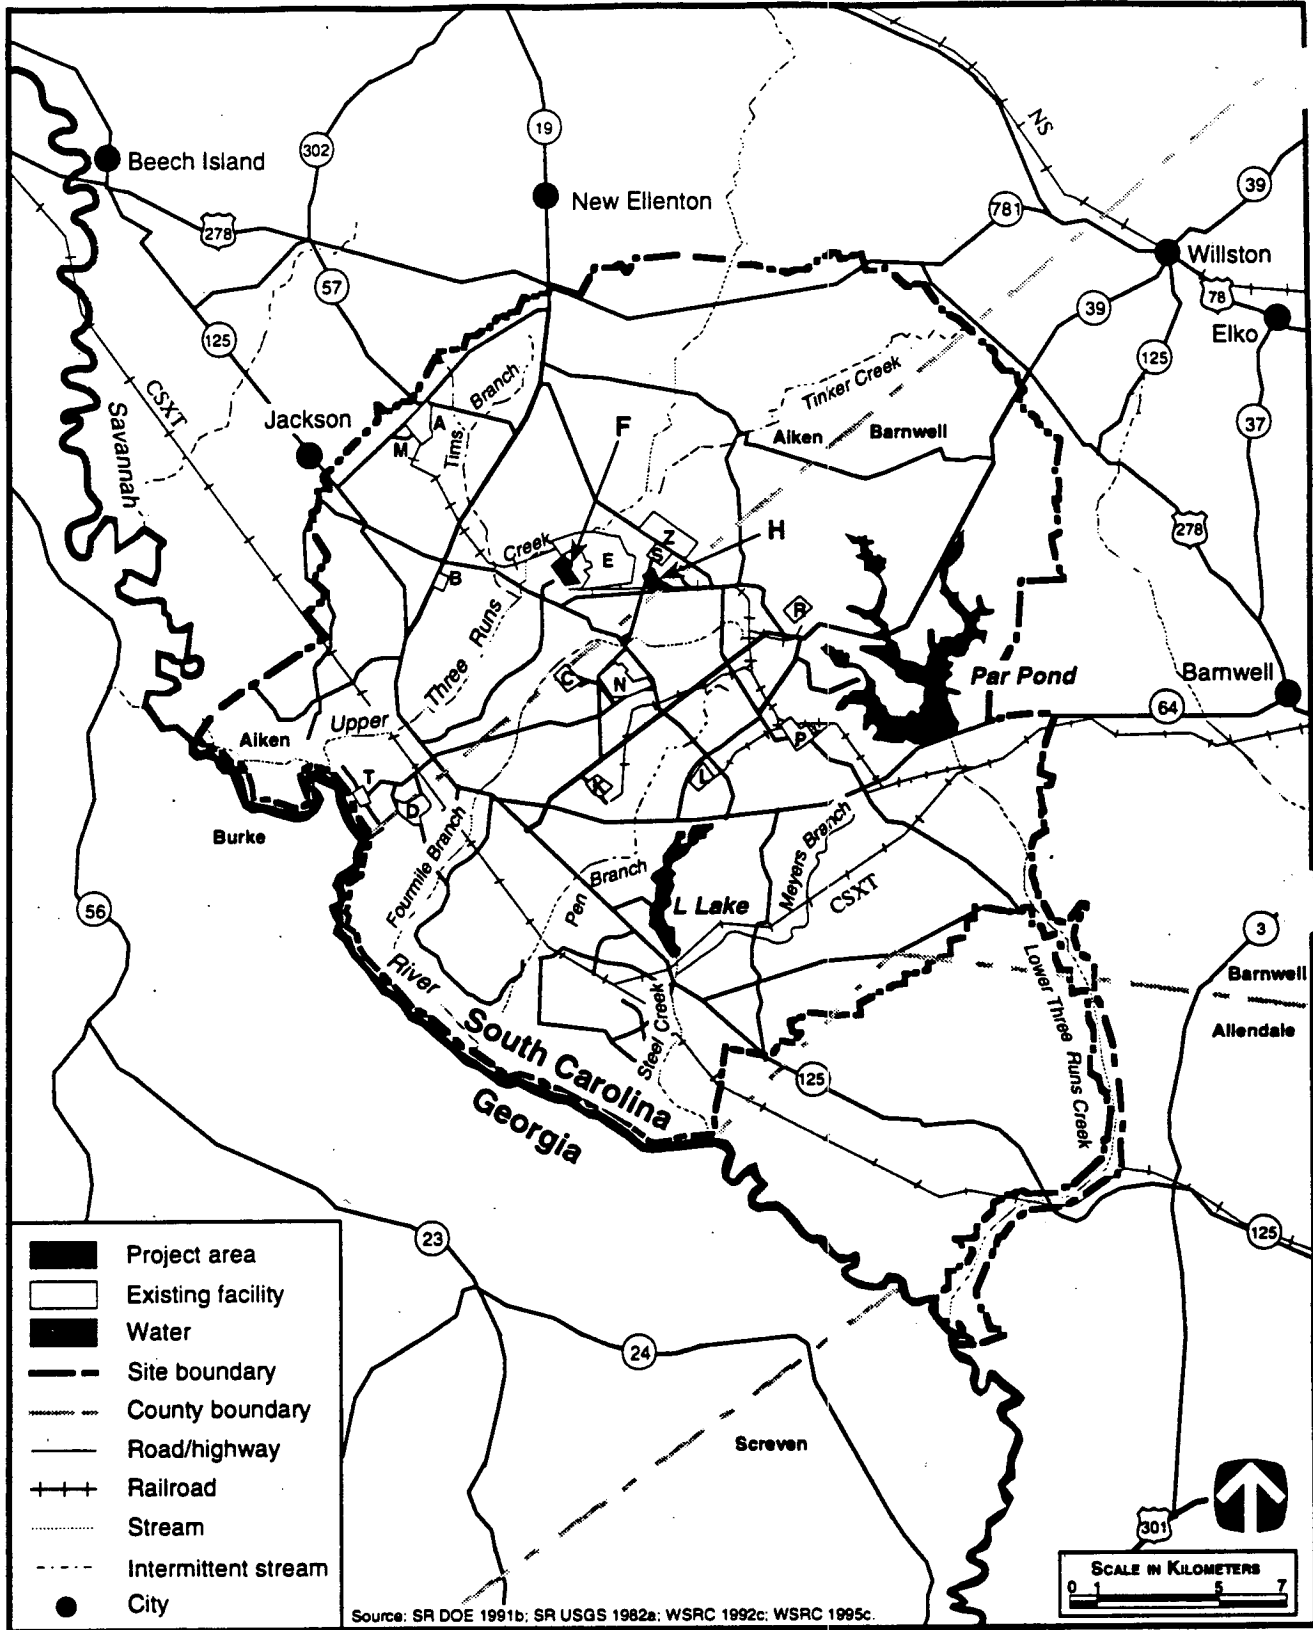 19
302
NS
Beech Island
39
New Ellenton
781
278
Willston
57
78
39
Elko
125
125
CSXT
Savannah
Jackson
Tims Branch
Tinker Creek
A
M
F
Aiken
Barnwell
37
278
H
Z
S
Creek
E
B
R
Three Runs
C
N
Par Pond
Barnwell
64
Upper
Aiken
P
T
K
L
D
Burke
Fourmile Branch
Meyers Branch
Branch
Pen
CSXT
L Lake
56
3
River
Lower Three Runs Creek
Barnwell
Allendale
Steel Creek
South Carolina
Georgia
125
125
23
24
Screven
301
Project area
Existing facility
Water
Site boundary
County boundary
Road/highway
Railroad
Stream
Intermittent stream
City
Source: SR DOE 1991b; SR USGS 1982a; WSRC 1992c; WSRC 1995c.
SCALE IN KILOMETERS
0 1 5 7